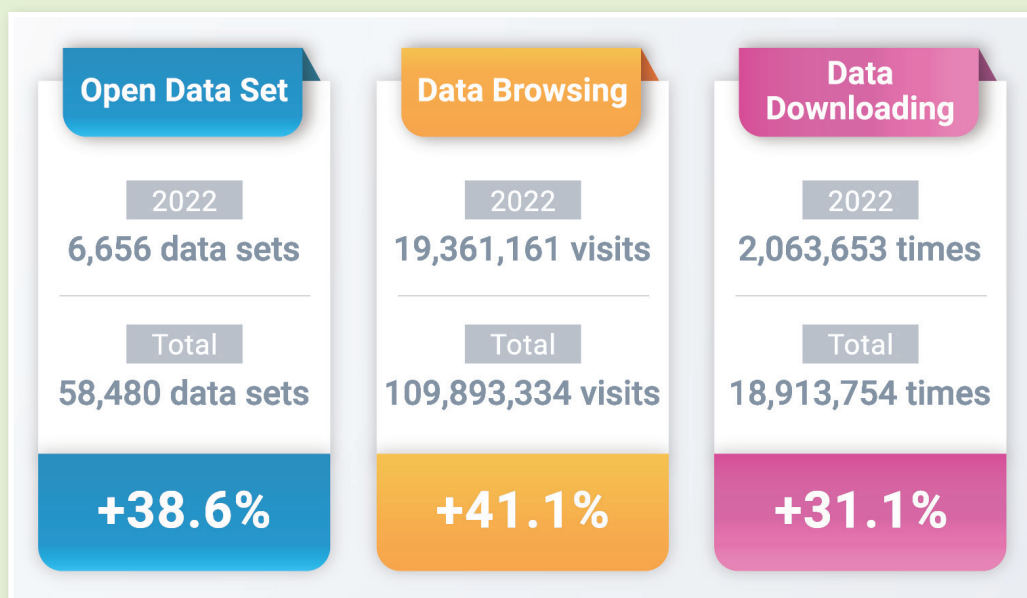 Open Data Set
2022
6,656 data sets
Total
58,480 data sets
+38.6%
Data Browsing
2022
19,361,161 visits
Total
109,893,334 visits
+41.1%
Data
Downloading
2022
2,063,653 times
Total
18,913,754 times
+31.1%